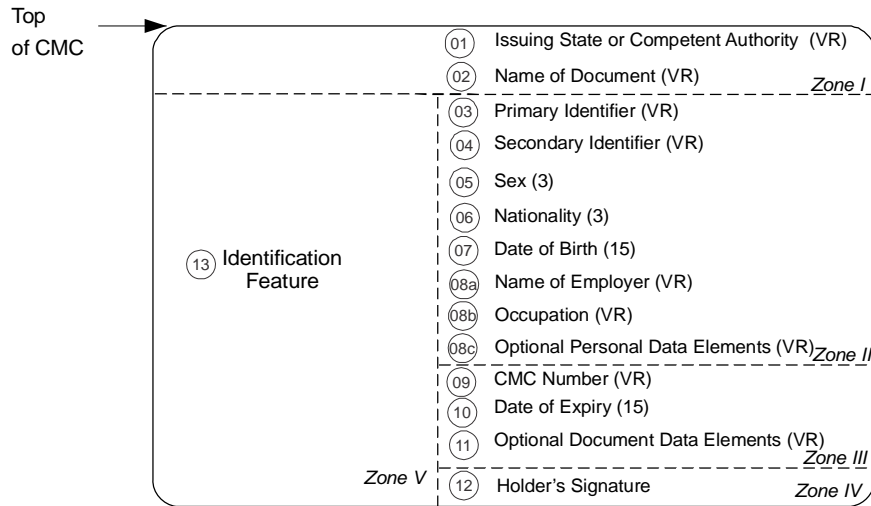 Top
of CMC
01 Issuing State or Competent Authority (VR)
02 Name of Document (VR)
Zone I
03 Primary Identifier (VR)
04 Secondary Identifier (VR)
05 Sex (3)
06 Nationality (3)
07 Date of Birth (15)
13 Identification
Feature
08a Name of Employer (VR)
08b Occupation (VR)
08c Optional Personal Data Elements (VR)
Zone II
09 CMC Number (VR)
10 Date of Expiry (15)
11 Optional Document Data Elements (VR)
Zone III
Zone V
12 Holder’s Signature
Zone IV